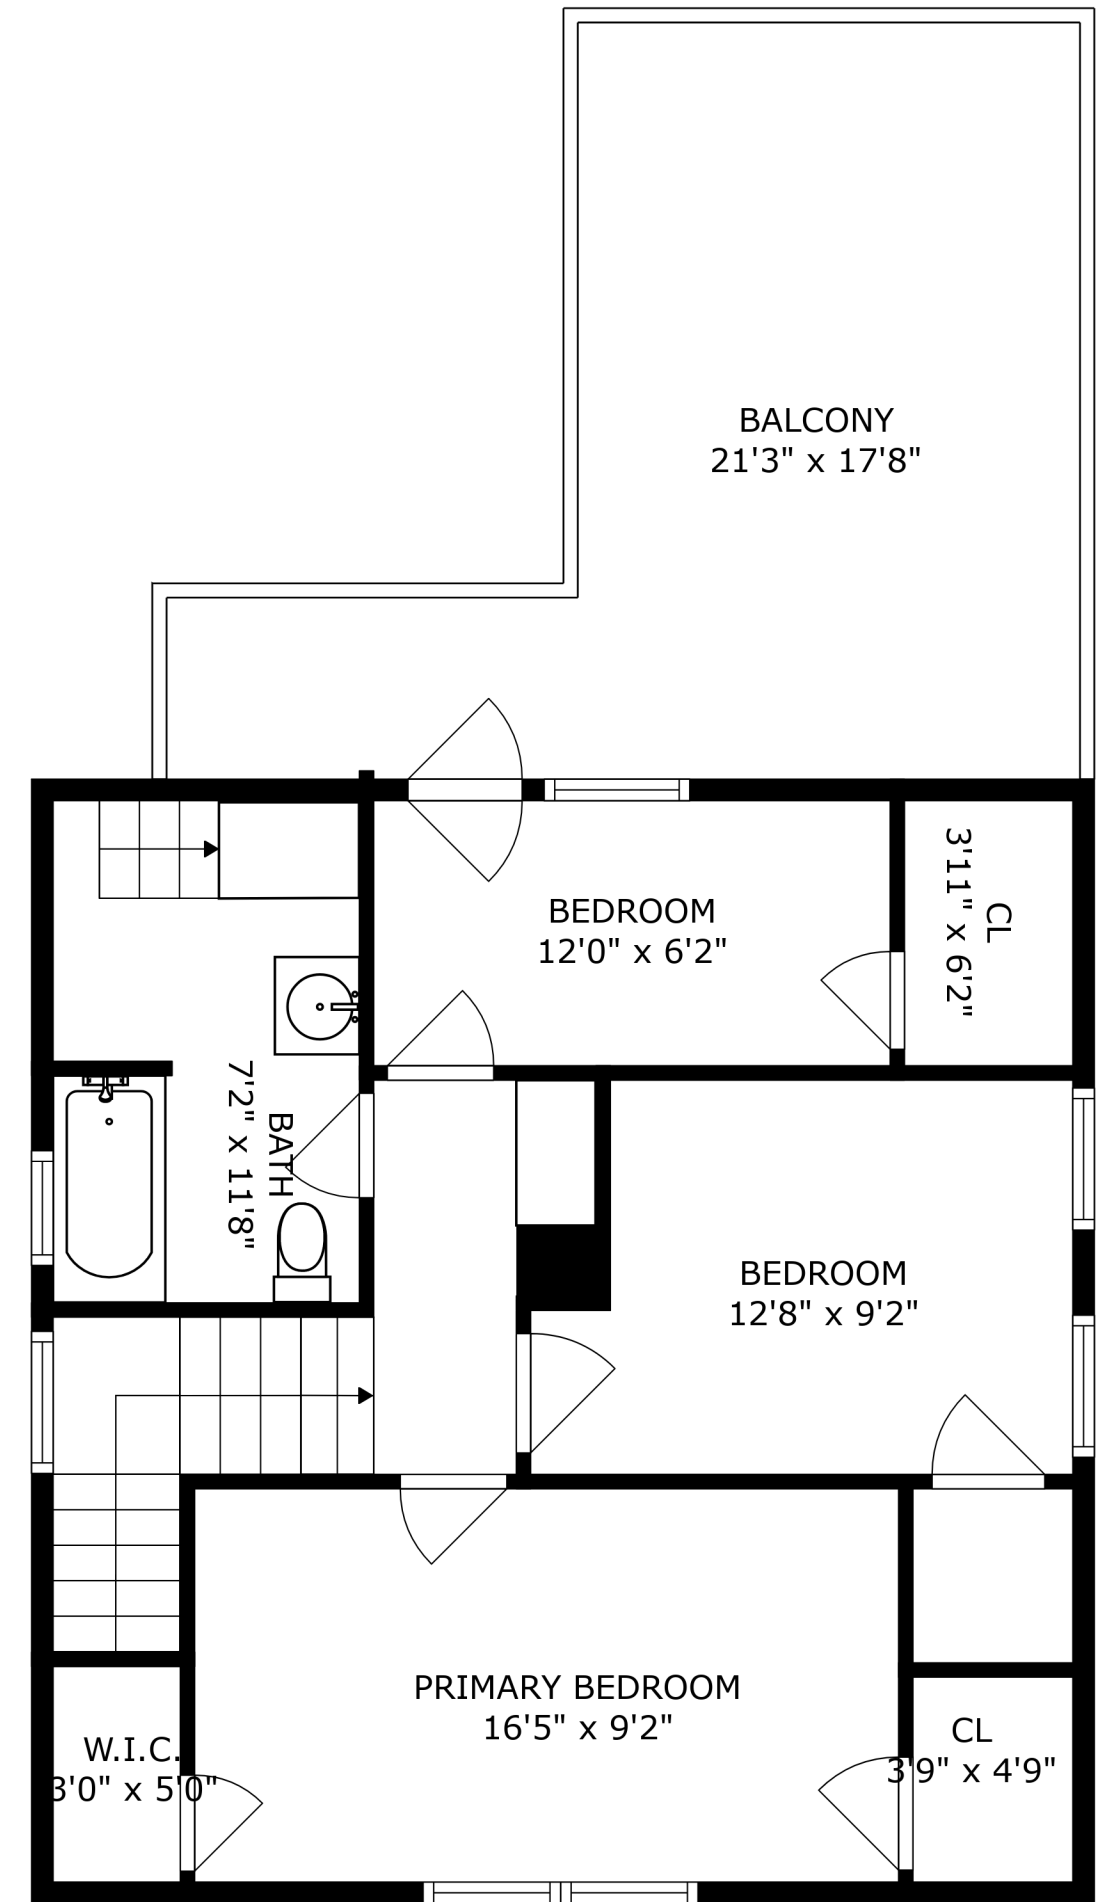 BALCONY
21'3" x 17'8"
BEDROOM
12'0" x 6'2"
CL
3'11" x 6'2"
BATH
7'2" x 11'8"
BEDROOM
12'8" x 9'2"
PRIMARY BEDROOM
16'5" x 9'2"
W.I.C.
3'0" x 5'0"
CL
3'9" x 4'9"